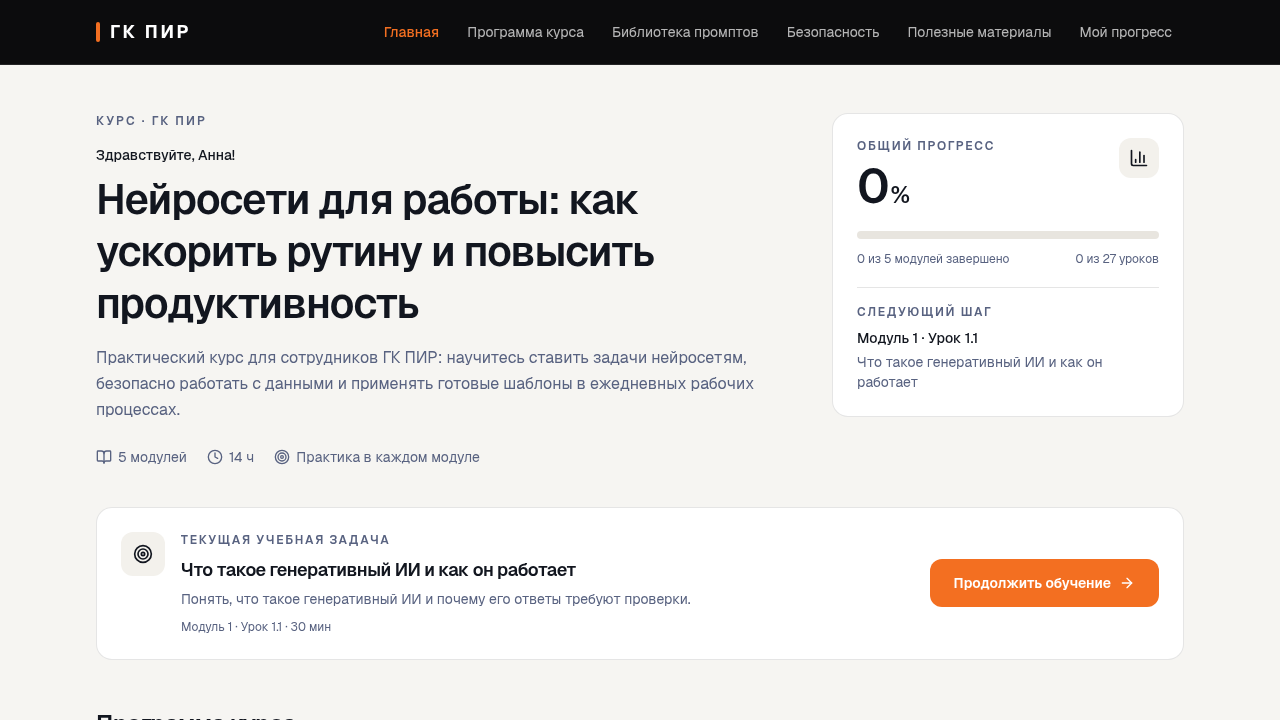 ГК ПИР
Главная
Программа курса
Библиотека промптов
Безопасность
Полезные материалы
Мой прогресс
КУРС · ГК ПИР
Здравствуйте, Анна!
Нейросети для работы: как
ускорить рутину и повысить
продуктивность
Практический курс для сотрудников ГК ПИР: научитесь ставить задачи нейросетям,
безопасно работать с данными и применять готовые шаблоны в ежедневных рабочих
процессах.
5 модулей
14 ч
Практика в каждом модуле
ОБЩИЙ ПРОГРЕСС
0%
0 из 5 модулей завершено
0 из 27 уроков
СЛЕДУЮЩИЙ ШАГ
Модуль 1 · Урок 1.1
Что такое генеративный ИИ и как он
работает
ТЕКУЩАЯ УЧЕБНАЯ ЗАДАЧА
Что такое генеративный ИИ и как он работает
Понять, что такое генеративный ИИ и почему его ответы требуют проверки.
Модуль 1 · Урок 1.1 · 30 мин
Продолжить обучение
Программа курса